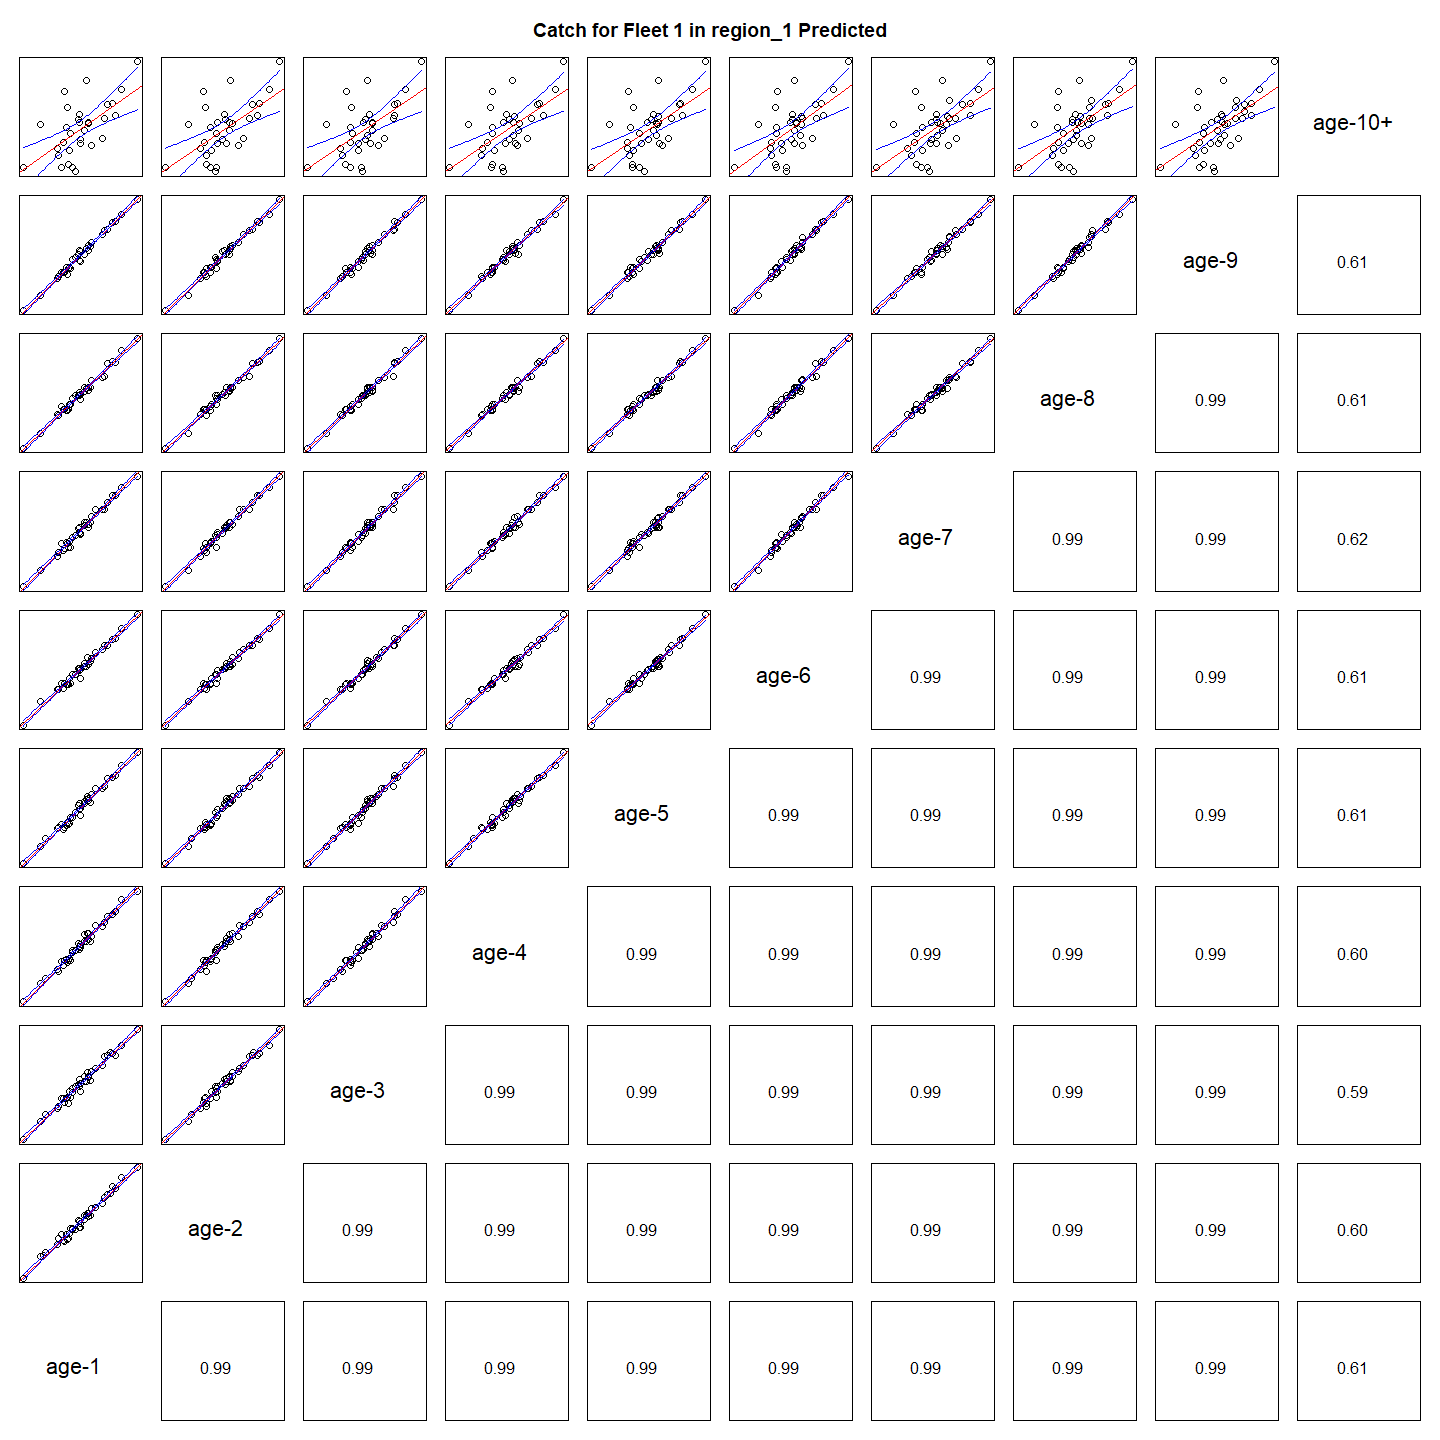 Catch for Fleet 1 in region_1 Predicted
age-10+
age-9 0.61
age-8 0.99 0.61
age-7 0.99 0.99 0.62
age-6 0.99 0.99 0.99 0.61
age-5 0.99 0.99 0.99 0.99 0.61
age-4 0.99 0.99 0.99 0.99 0.99 0.60
age-3 0.99 0.99 0.99 0.99 0.99 0.99 0.59
age-2 0.99 0.99 0.99 0.99 0.99 0.99 0.99 0.60
age-1 0.99 0.99 0.99 0.99 0.99 0.99 0.99 0.99 0.61